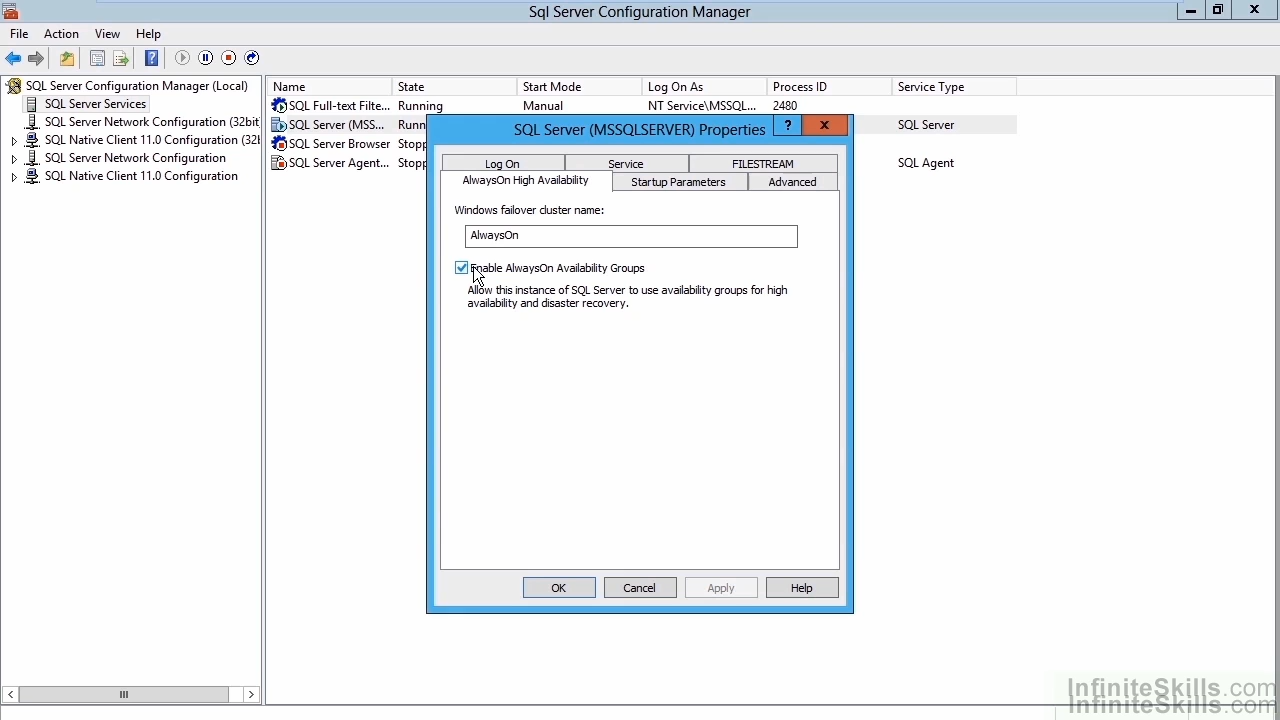 Sql Server Configuration Manager
File Action View Help
SQL Server Configuration Manager (Local)
SQL Server Services
SQL Server Network Configuration (32bit
SQL Native Client 11.0 Configuration (32l
SQL Server Network Configuration
SQL Native Client 11.0 Configuration
Name State Start Mode Log On As Process ID Service Type
SQL Full-text Filte... Running Manual NT Service\MSSQL... 2480
SQL Server (MSS... Runn SQL Server
SQL Server Browser Stopp
SQL Server Agent... Stopp SQL Agent
SQL Server (MSSQLSERVER) Properties
? X
Log On Service FILESTREAM
AlwaysOn High Availability Startup Parameters Advanced
Windows failover cluster name:
AlwaysOn
Enable AlwaysOn Availability Groups
Allow this instance of SQL Server to use availability groups for high
availability and disaster recovery.
OK Cancel Apply Help
InfiniteSkills.com
InfiniteSkills.com